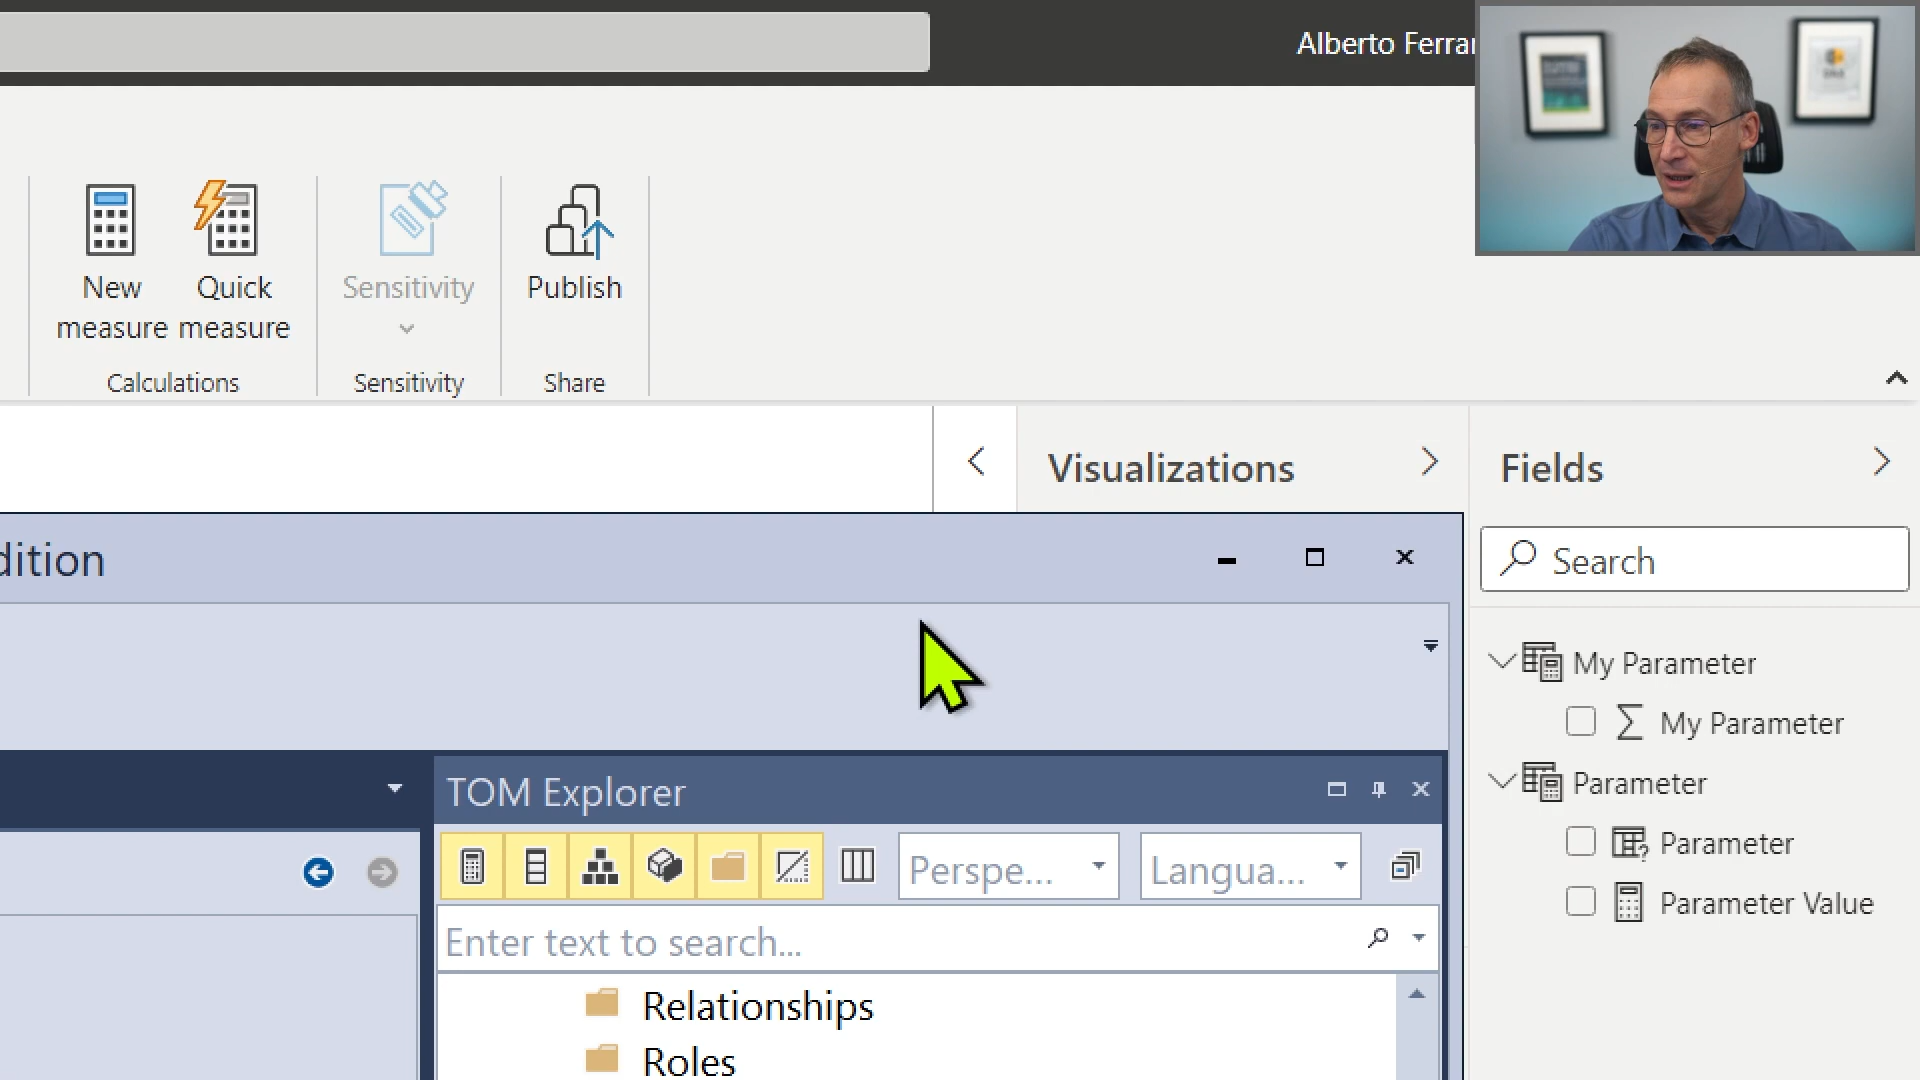 Alberto Ferrar
New
measure
Quick
measure
Sensitivity
Publish
Calculations
Sensitivity
Share
Visualizations
Fields
dition
Search
My Parameter
My Parameter
Parameter
Parameter
Parameter Value
TOM Explorer
Perspe...
Langua...
Enter text to search...
Relationships
Roles